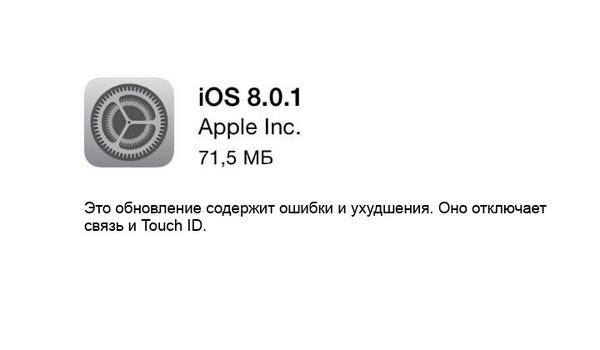 iOS 8.0.1
Apple Inc.
71,5 МБ
Это обновление содержит ошибки и ухудшения. Оно отключает
связь и Touch ID.